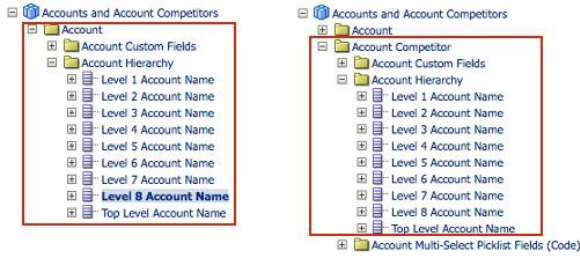 Accounts and Account Competitors
Account
Account Custom Fields
Account Hierarchy
Level 1 Account Name
Level 2 Account Name
Level 3 Account Name
Level 4 Account Name
Level 5 Account Name
Level 6 Account Name
Level 7 Account Name
Level 8 Account Name
Top Level Account Name
Accounts and Account Competitors
Account
Account Competitor
Account Custom Fields
Account Hierarchy
Level 1 Account Name
Level 2 Account Name
Level 3 Account Name
Level 4 Account Name
Level 5 Account Name
Level 6 Account Name
Level 7 Account Name
Level 8 Account Name
Top Level Account Name
Account Multi-Select Picklist Fields (Code)